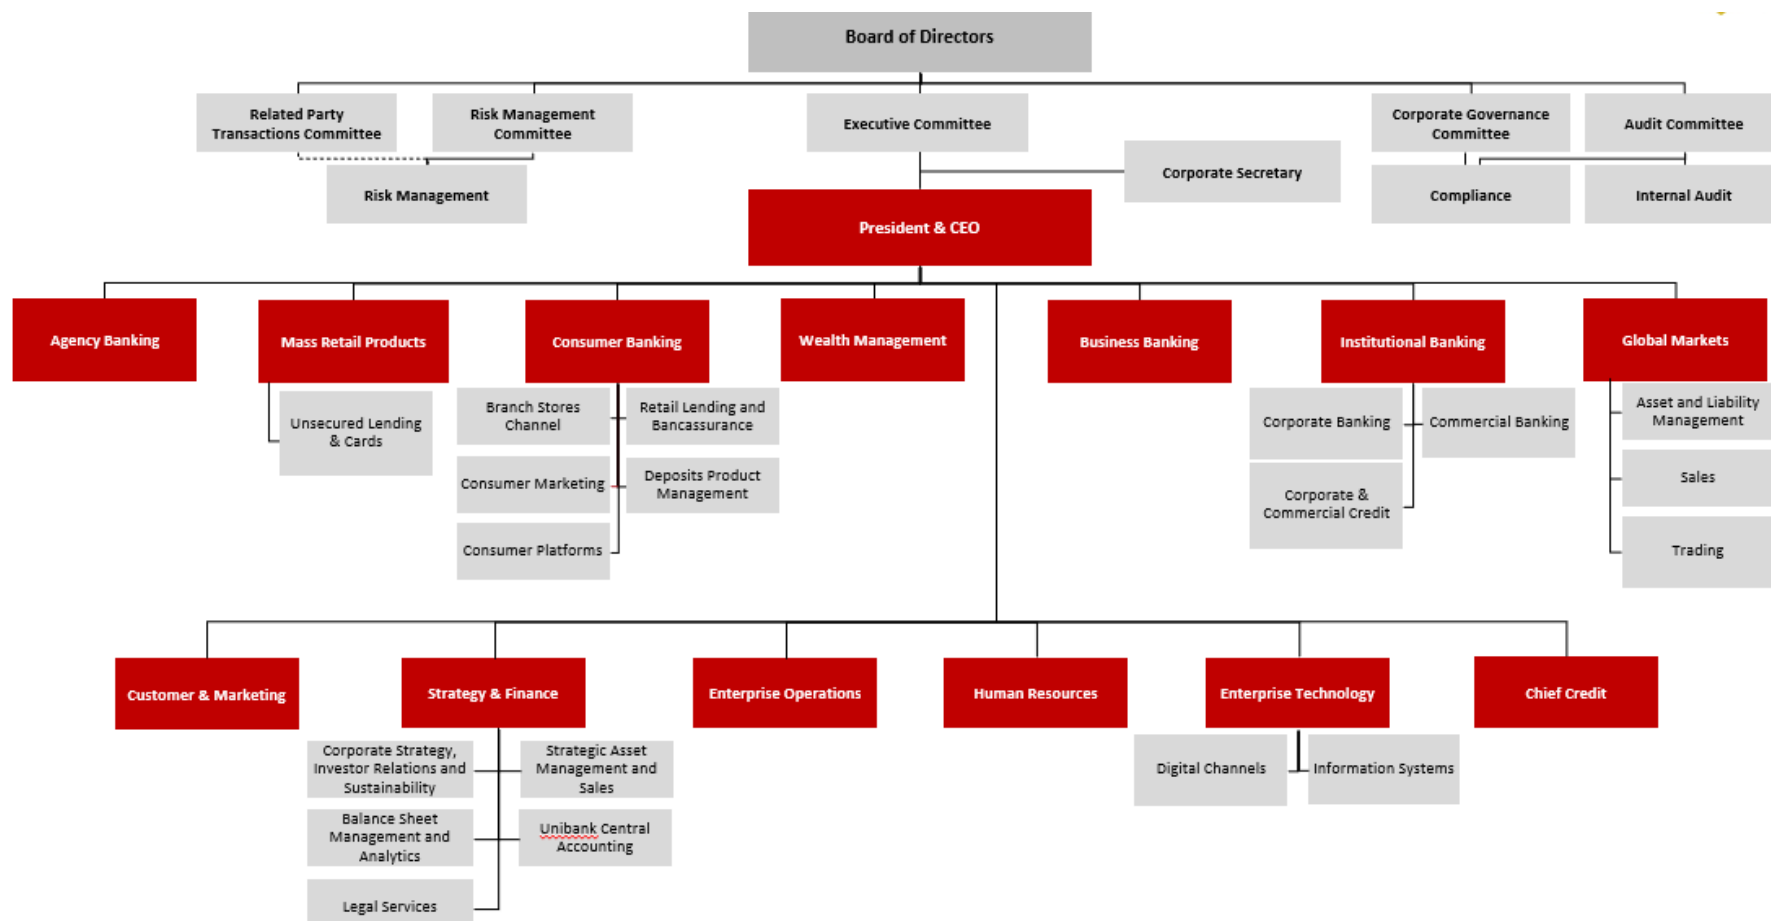 Board of Directors
Related Party
Transactions Committee
Risk Management
Committee
Executive Committee
Corporate Governance
Committee
Audit Committee
Risk Management
Corporate Secretary
Compliance
Internal Audit
President & CEO
Agency Banking
Mass Retail Products
Consumer Banking
Wealth Management
Business Banking
Institutional Banking
Global Markets
Unsecured Lending
& Cards
Branch Stores
Channel
Retail Lending and
Bancassurance
Consumer Marketing
Deposits Product
Management
Consumer Platforms
Corporate Banking
Commercial Banking
Corporate &
Commercial Credit
Asset and Liability
Management
Sales
Trading
Customer & Marketing
Strategy & Finance
Enterprise Operations
Human Resources
Enterprise Technology
Chief Credit
Corporate Strategy,
Investor Relations and
Sustainability
Strategic Asset
Management and
Sales
Balance Sheet
Management and
Analytics
Unibank Central
Accounting
Legal Services
Digital Channels
Information Systems